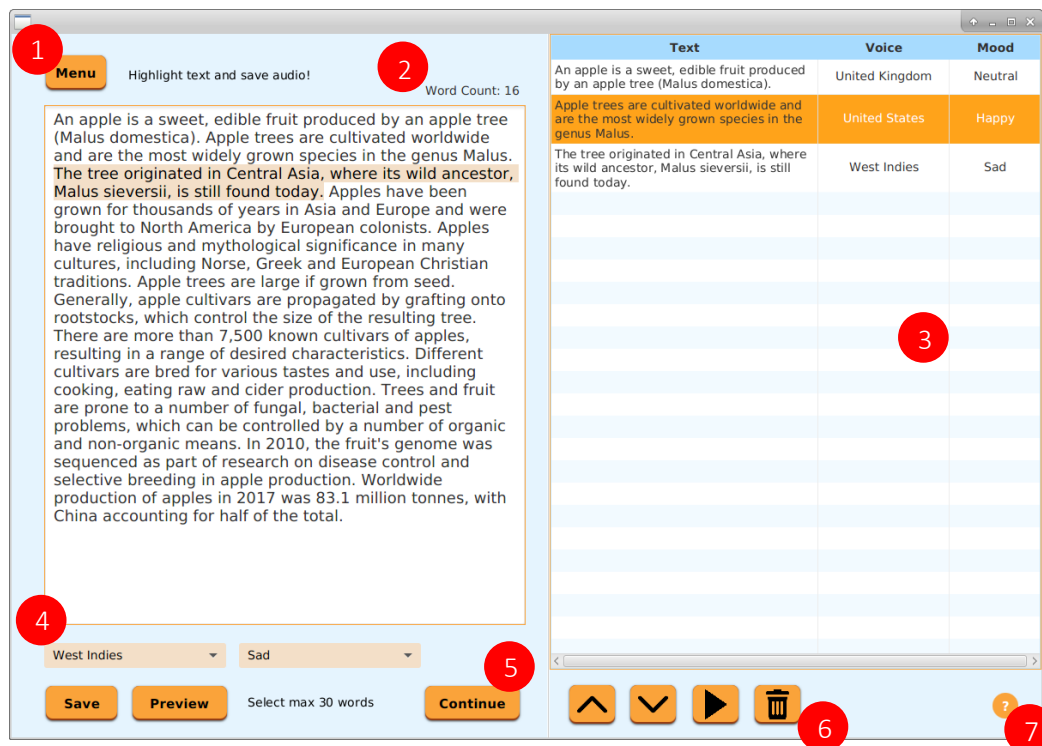 1
Menu
Highlight text and save audio!
2
Word Count: 16
An apple is a sweet, edible fruit produced by an apple tree
(Malus domestica). Apple trees are cultivated worldwide
and are the most widely grown species in the genus Malus.
The tree originated in Central Asia, where its wild ancestor,
Malus sieversii, is still found today. Apples have been
grown for thousands of years in Asia and Europe and were
brought to North America by European colonists. Apples
have religious and mythological significance in many
cultures, including Norse, Greek and European Christian
traditions. Apple trees are large if grown from seed.
Generally, apple cultivars are propagated by grafting onto
rootstocks, which control the size of the resulting tree.
There are more than 7,500 known cultivars of apples,
resulting in a range of desired characteristics. Different
cultivars are bred for various tastes and use, including
cooking, eating raw and cider production. Trees and fruit
are prone to a number of fungal, bacterial and pest
problems, which can be controlled by a number of organic
and non-organic means. In 2010, the fruit's genome was
sequenced as part of research on disease control and
selective breeding in apple production. Worldwide
production of apples in 2017 was 83.1 million tonnes, with
China accounting for half of the total.
4
West Indies
Sad
5
Save
Preview
Select max 30 words
Continue
Text Voice Mood
An apple is a sweet, edible fruit produced
by an apple tree (Malus domestica).
United Kingdom
Neutral
Apple trees are cultivated worldwide and
are the most widely grown species in the
genus Malus.
United States
Happy
The tree originated in Central Asia, where
its wild ancestor, Malus sieversii, is still
found today.
West Indies
Sad
3
6
?
7